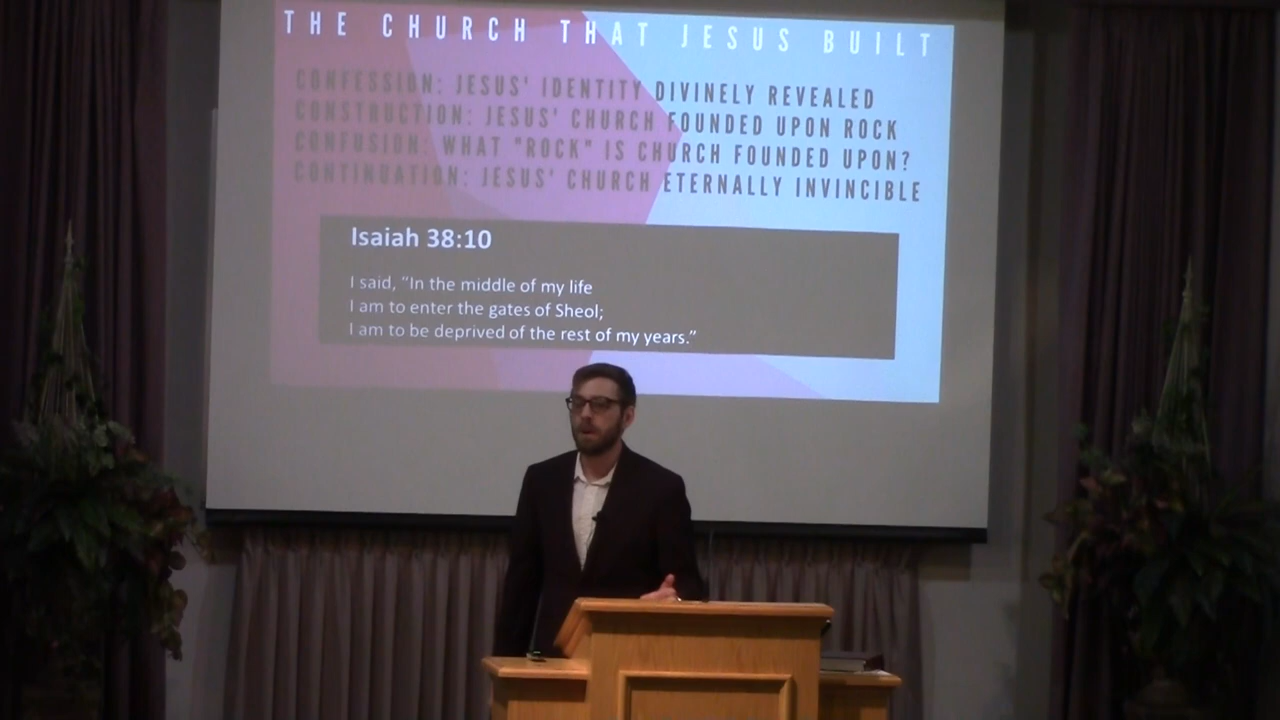 THE CHURCH THAT JESUS BUILT
CONFESSION: JESUS' IDENTITY DIVINELY REVEALED
CONSTRUCTION: JESUS' CHURCH FOUNDED UPON ROCK
CONFUSION: WHAT "ROCK" IS CHURCH FOUNDED UPON?
CONTINUATION: JESUS' CHURCH ETERNALLY INVINCIBLE
Isaiah 38:10
I said, “In the middle of my life
I am to enter the gates of Sheol;
I am to be deprived of the rest of my years.”